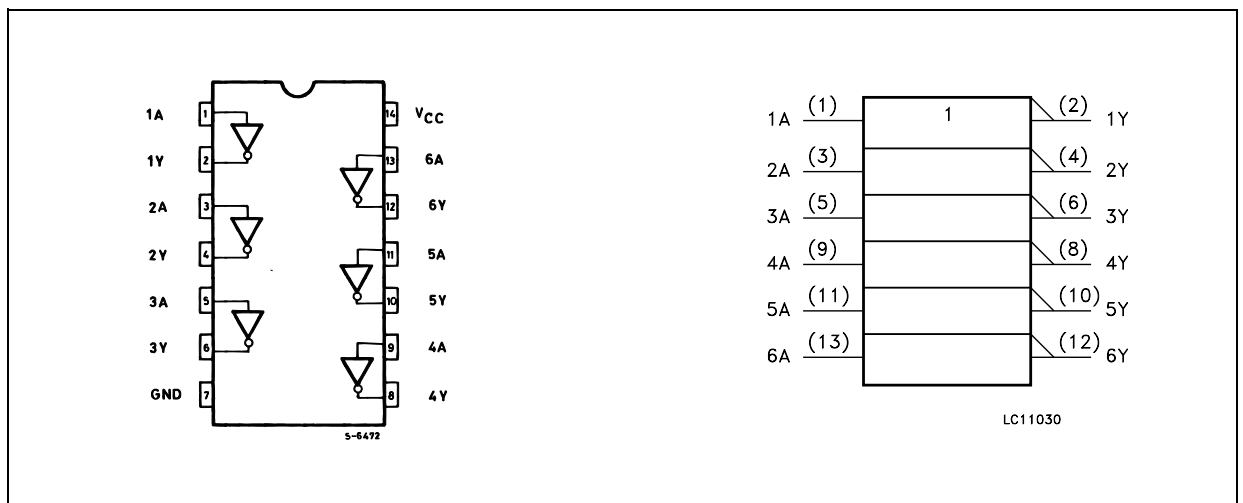 1A 1 14 VCC
1Y 2 13 6A
2A 3 12 6Y
2Y 4 11 5A
3A 5 10 5Y
3Y 6 9 4A
GND 7 8 4Y
S-6472
1A (1) 1 (2) 1Y
2A (3) (4) 2Y
3A (5) (6) 3Y
4A (9) (8) 4Y
5A (11) (10) 5Y
6A (13) (12) 6Y
LC11030